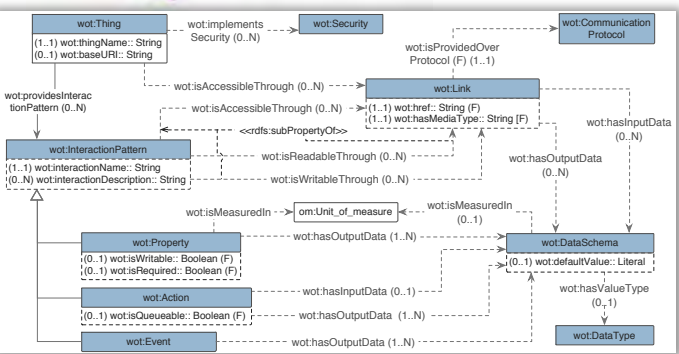 wot:Thing
(1..1) wot:thingName:: String
(0..1) wot:baseURI:: String
wot:implements
Security (0..N)
wot:Security
wot:Communication
Protocol
wot:isProvidedOver
Protocol (F) (1..1)
wot:providesInterac
tionPattern (0..N)
wot:isAccessibleThrough (0..N)
wot:Link
(1..1) wot:href:: String (F)
(1..1) wot:hasMediaType:: String [F)
wot:isAccessibleThrough (0..N)
<<rdfs:subPropertyOf>>
wot:hasInputData
(0..N)
wot:InteractionPattern
(1..1) wot:interactionName:: String
(0..N) wot:interactionDescription:: String
wot:isReadableThrough (0..N)
wot:isWritableThrough (0..N)
wot:hasOutputData
(0..N)
wot:isMeasuredIn
om:Unit_of_measure
wot:isMeasuredIn
(0..1)
wot:Property
(0..1) wot:isWritable:: Boolean (F)
(0..1) wot:isRequired:: Boolean (F)
wot:hasOutputData (1..N)
wot:DataSchema
(0..1) wot:defaultValue:: Literal
wot:Action
(0..1) wot:isQueueable:: Boolean (F)
wot:hasInputData (0..1)
wot:hasOutputData (1..N)
wot:hasValueType
(0..1)
wot:Event
wot:hasOutputData (1..N)
wot:DataType